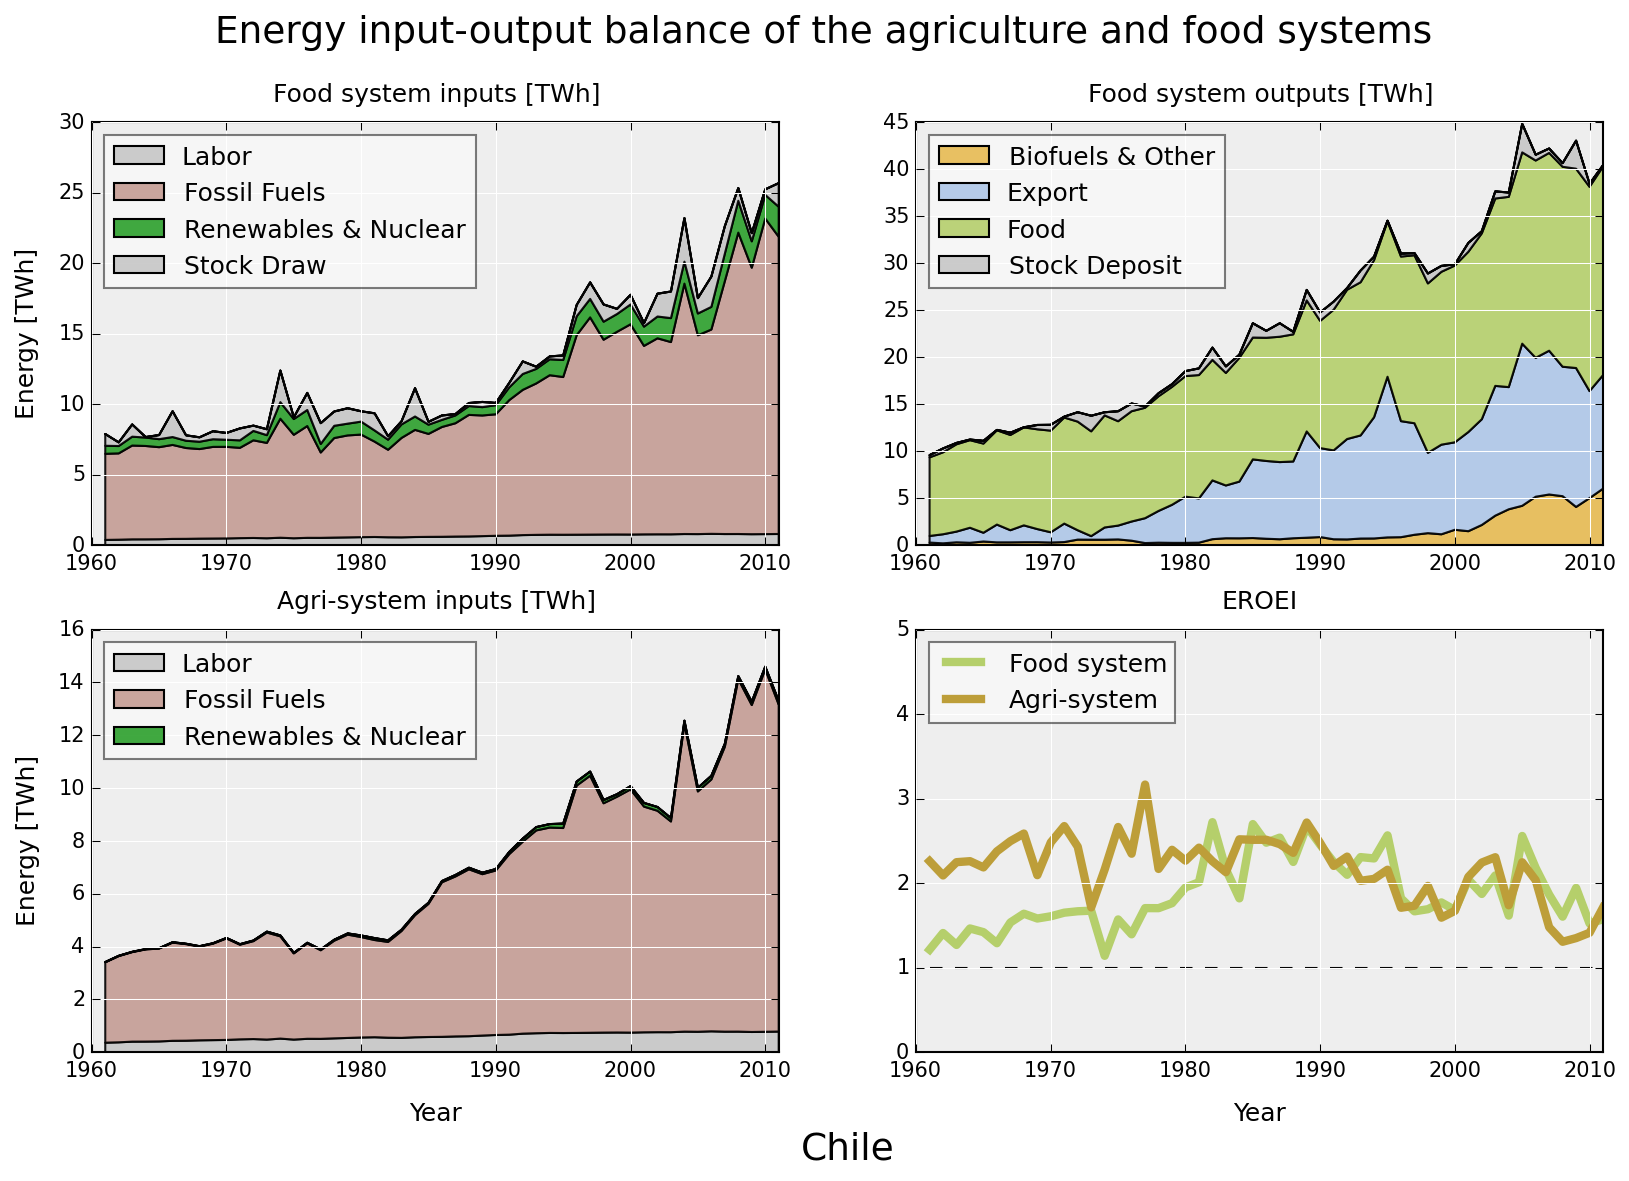 Energy input-output balance of the agriculture and food systems
Food system inputs [TWh]
Energy [TWh]
30
25
20
15
10
5
0
Labor
Fossil Fuels
Renewables & Nuclear
Stock Draw
1960 1970 1980 1990 2000 2010
Food system outputs [TWh]
45
40
35
30
25
20
15
10
5
0
Biofuels & Other
Export
Food
Stock Deposit
1960 1970 1980 1990 2000 2010
Agri-system inputs [TWh]
Energy [TWh]
16
14
12
10
8
6
4
2
0
Labor
Fossil Fuels
Renewables & Nuclear
1960 1970 1980 1990 2000 2010
Year
EROEI
5
4
3
2
1
0
Food system
Agri-system
1960 1970 1980 1990 2000 2010
Year
Chile